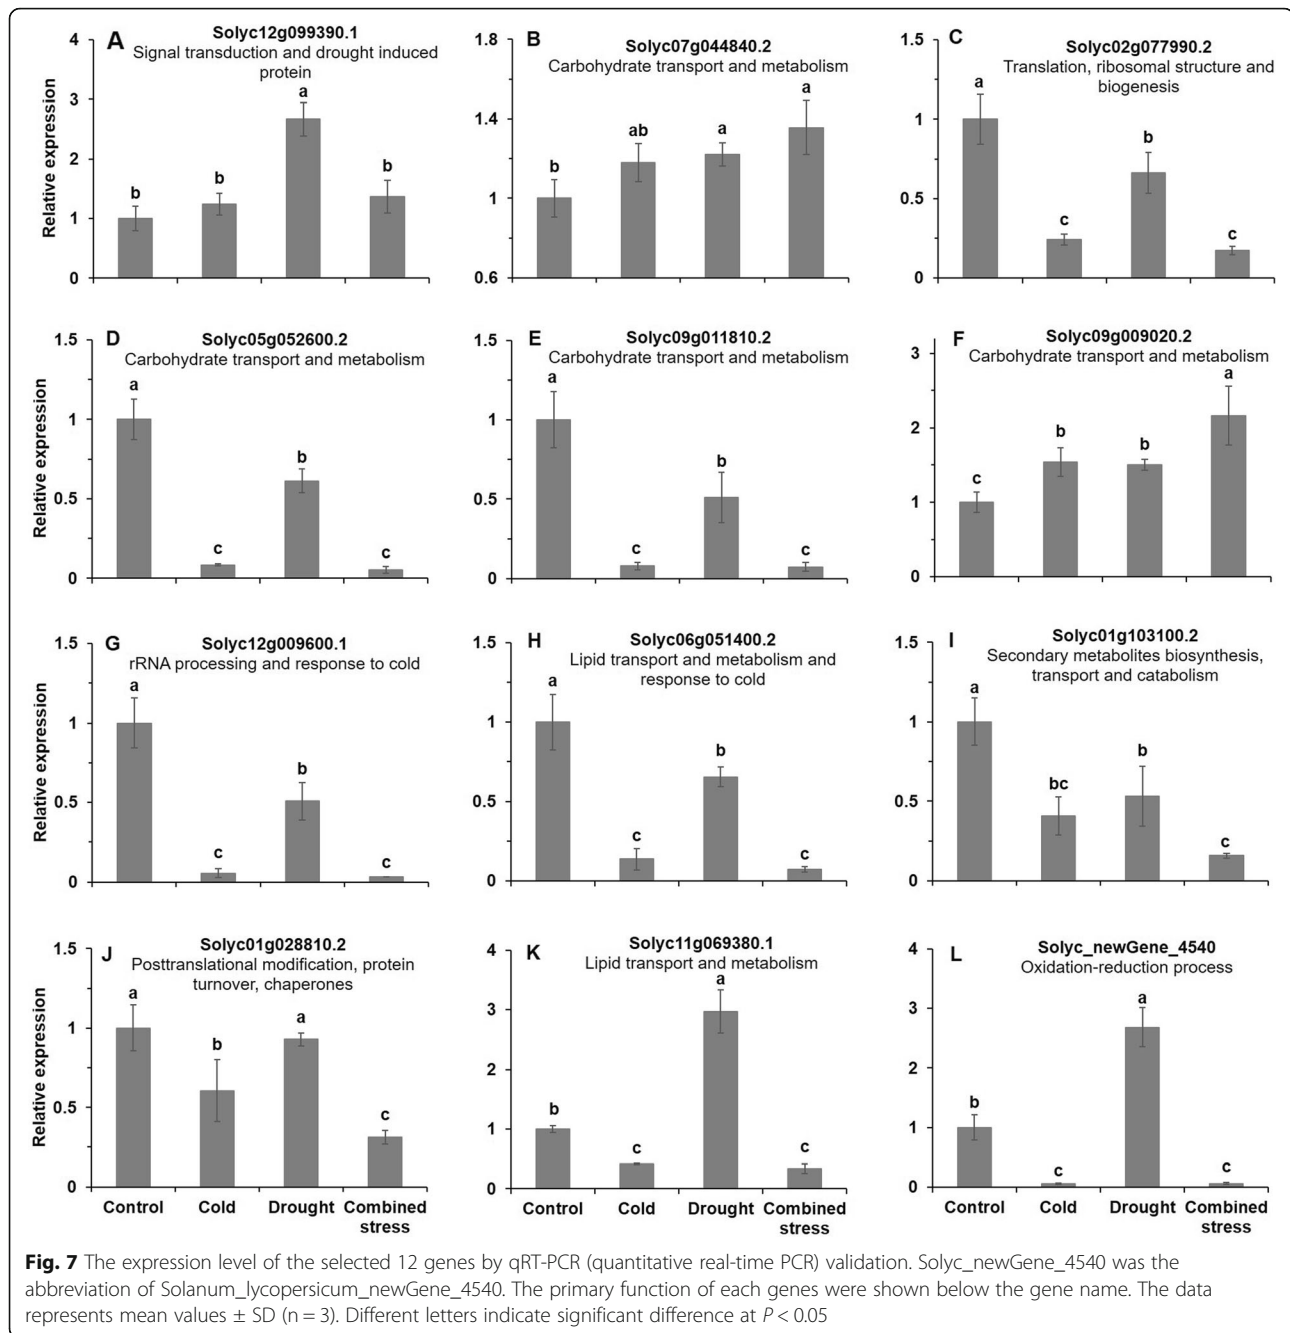 A
Solyc12g099390.1
Signal transduction and drought induced
protein
Relative expression
4
3
2
1
0
b
b
a
b
B
Solyc07g044840.2
Carbohydrate transport and metabolism
1.8
1.4
1
0.6
b
ab
a
a
C
Solyc02g077990.2
Translation, ribosomal structure and
biogenesis
1.5
1
0.5
0
a
c
b
c
D
Solyc05g052600.2
Carbohydrate transport and metabolism
Relative expression
1.5
1
0.5
0
a
c
b
c
E
Solyc09g011810.2
Carbohydrate transport and metabolism
1.5
1
0.5
0
a
c
b
c
F
Solyc09g009020.2
Carbohydrate transport and metabolism
3
2
1
0
c
b
b
a
G
Solyc12g009600.1
rRNA processing and response to cold
Relative expression
1.5
1
0.5
0
a
c
b
c
H
Solyc06g051400.2
Lipid transport and metabolism and
response to cold
1.5
1
0.5
0
a
c
b
c
I
Solyc01g103100.2
Secondary metabolites biosynthesis,
transport and catabolism
1.5
1
0.5
0
a
bc
b
c
J
Solyc01g028810.2
Posttranslational modification, protein
turnover, chaperones
Relative expression
1.5
1
0.5
0
a
b
a
c
Control Cold Drought Combined
stress
K
Solyc11g069380.1
Lipid transport and metabolism
4
3
2
1
0
b
c
a
c
Control Cold Drought Combined
stress
L
Solyc_newGene_4540
Oxidation-reduction process
4
3
2
1
0
b
c
a
c
Control Cold Drought Combined
stress
Fig. 7 The expression level of the selected 12 genes by qRT-PCR (quantitative real-time PCR) validation. Solyc_newGene_4540 was the
abbreviation of Solanum_lycopersicum_newGene_4540. The primary function of each genes were shown below the gene name. The data
represents mean values ± SD (n = 3). Different letters indicate significant difference at P < 0.05